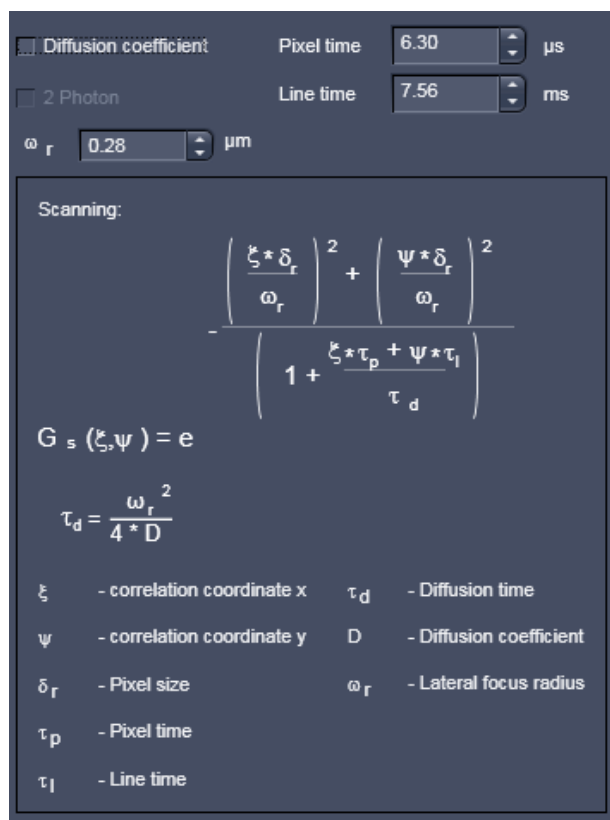 Diffusion coefficient Pixel time 6.30 µs
2 Photon Line time 7.56 ms
ω r 0.28 µm
Scanning:
- ( ξ * δr / ωr )² + ( ψ * δr / ωr )² / ( 1 + ξ * τp + ψ * τl / τ d )
G s (ξ,ψ ) = e
τd = ωr ² / 4 * D
ξ - correlation coordinate x τd - Diffusion time
ψ - correlation coordinate y D - Diffusion coefficient
δr - Pixel size ωr - Lateral focus radius
τp - Pixel time
τl - Line time